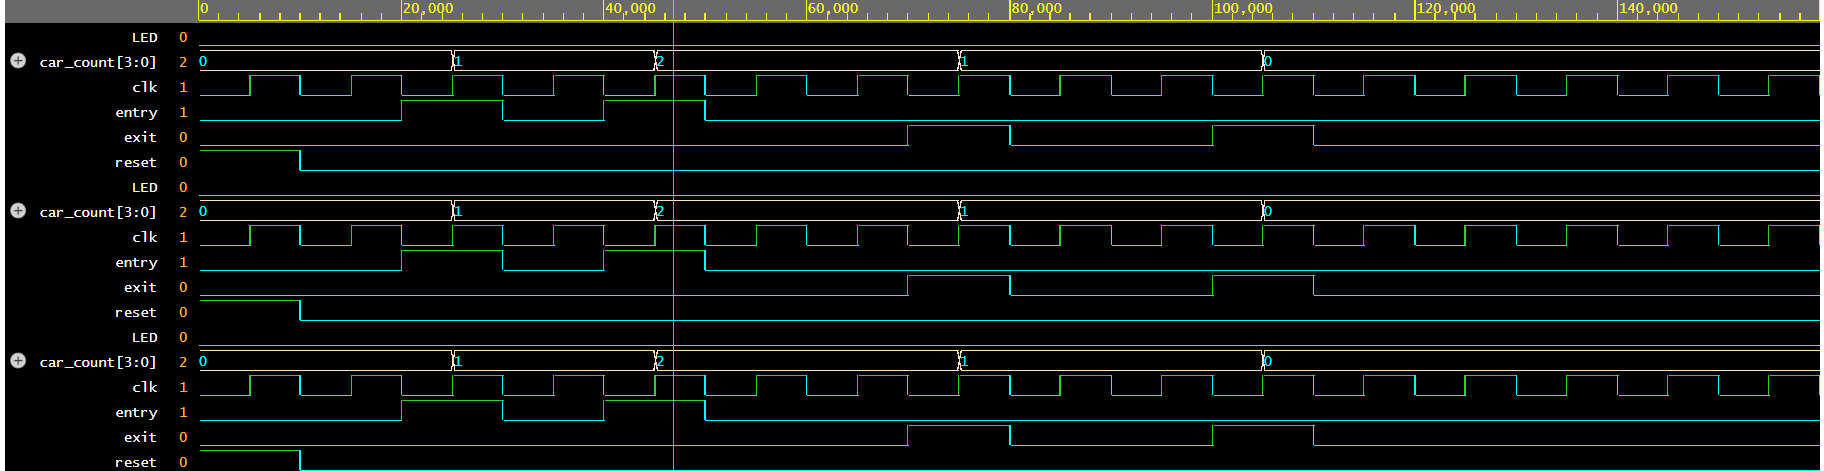 0 20,000 40,000 60,000 80,000 100,000 120,000 140,000
LED 0
car_count[3:0] 2 0 1 2 1 0
clk 1
entry 1
exit 0
reset 0
LED 0
car_count[3:0] 2 0 1 2 1 0
clk 1
entry 1
exit 0
reset 0
LED 0
car_count[3:0] 2 0 1 2 1 0
clk 1
entry 1
exit 0
reset 0